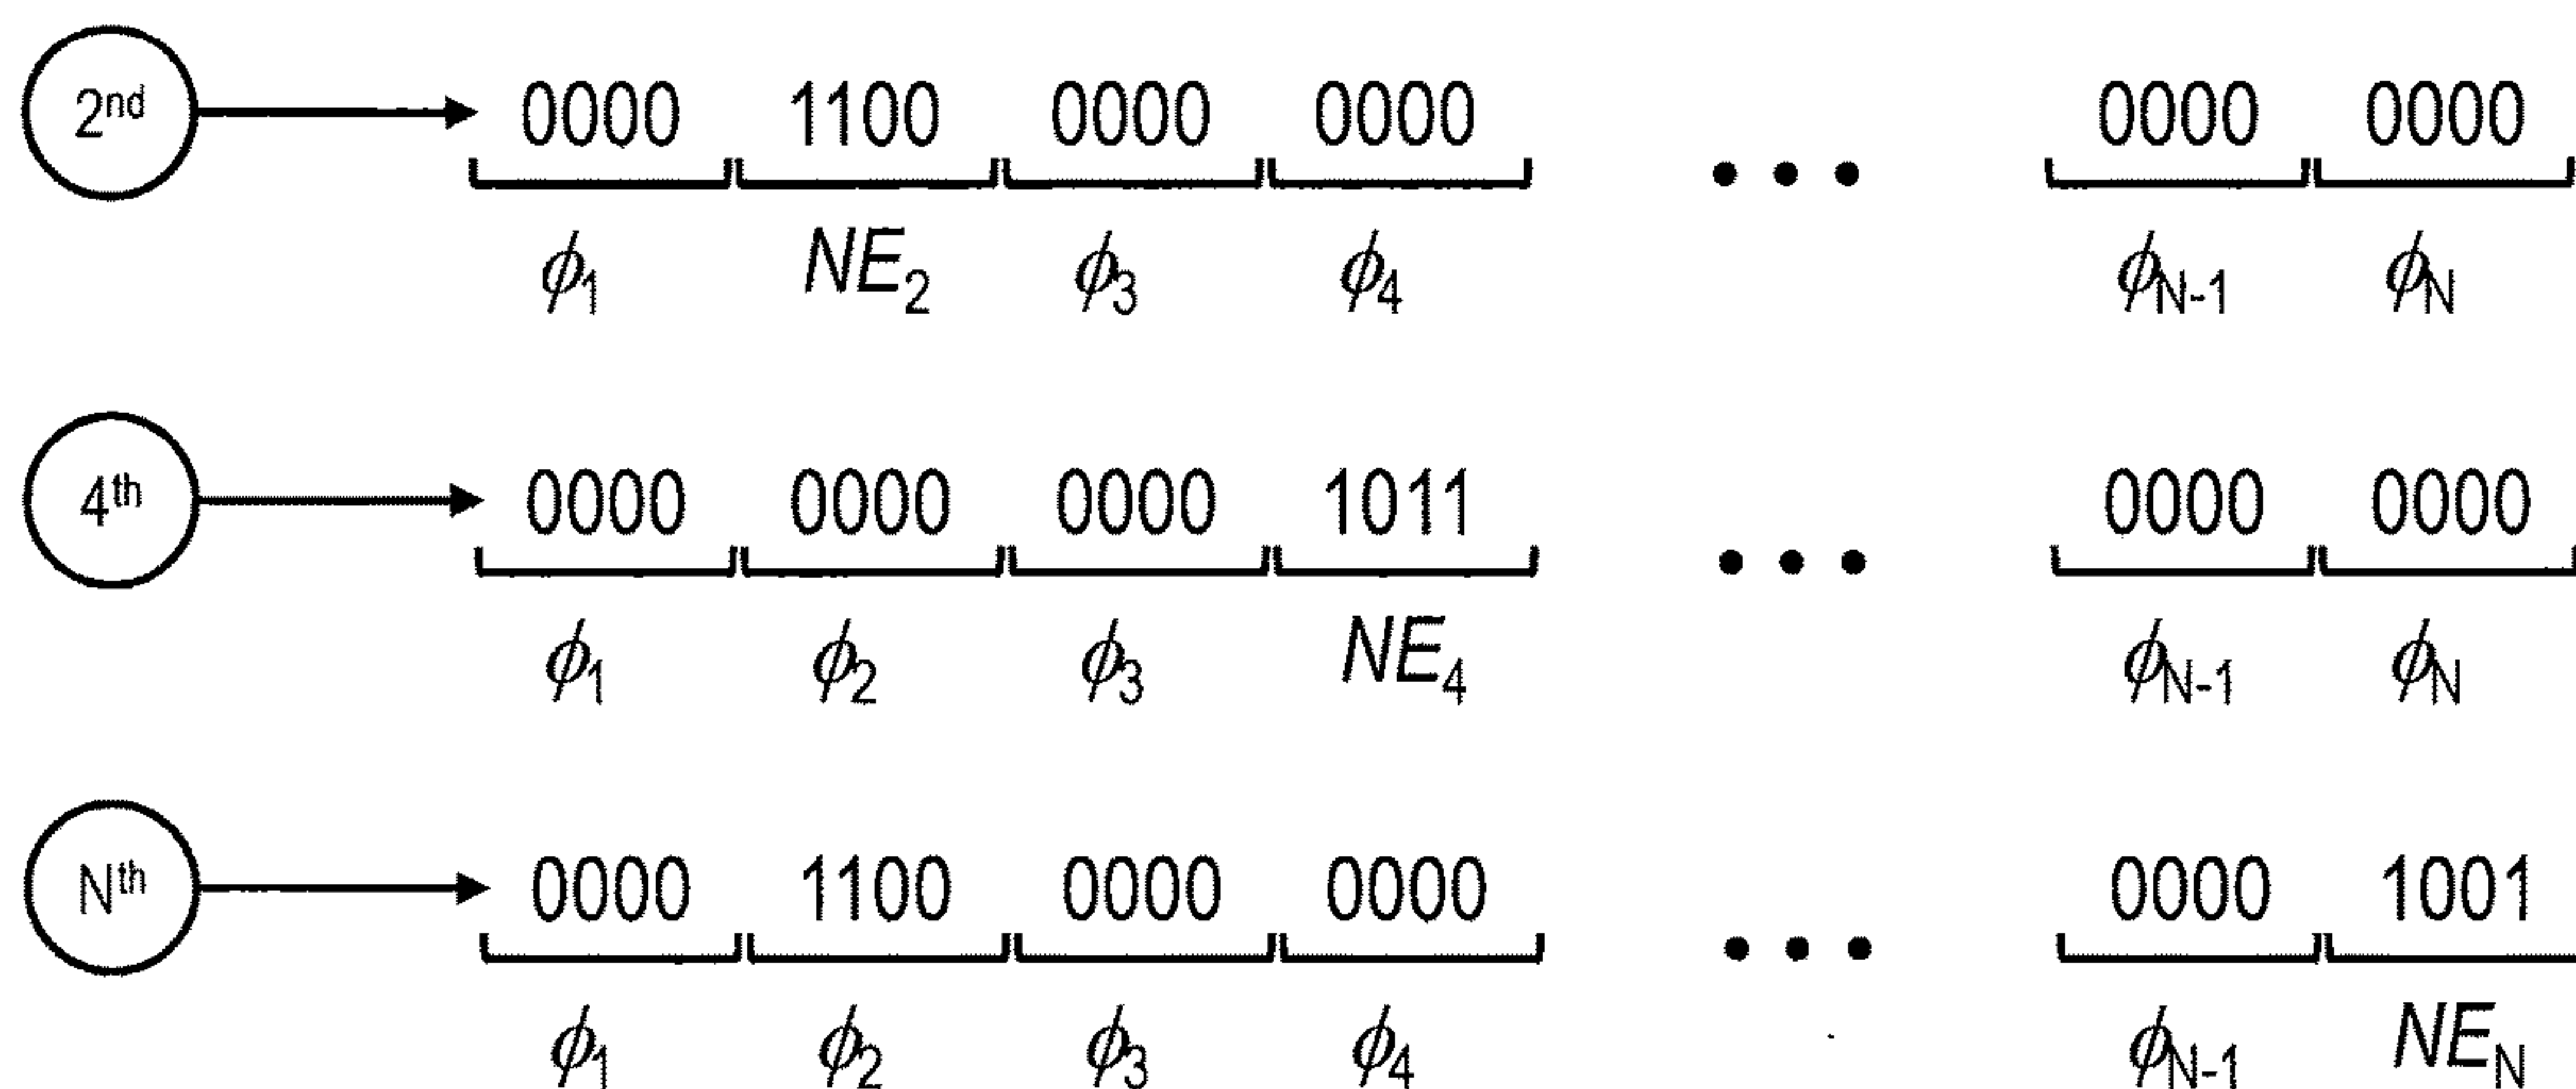 2nd 0000 1100 0000 0000 • • • 0000 0000
ϕ1 NE2 ϕ3 ϕ4 ϕN-1 ϕN
4th 0000 0000 0000 1011 • • • 0000 0000
ϕ1 ϕ2 ϕ3 NE4 ϕN-1 ϕN
Nth 0000 1100 0000 0000 • • • 0000 1001
ϕ1 ϕ2 ϕ3 ϕ4 ϕN-1 NEN